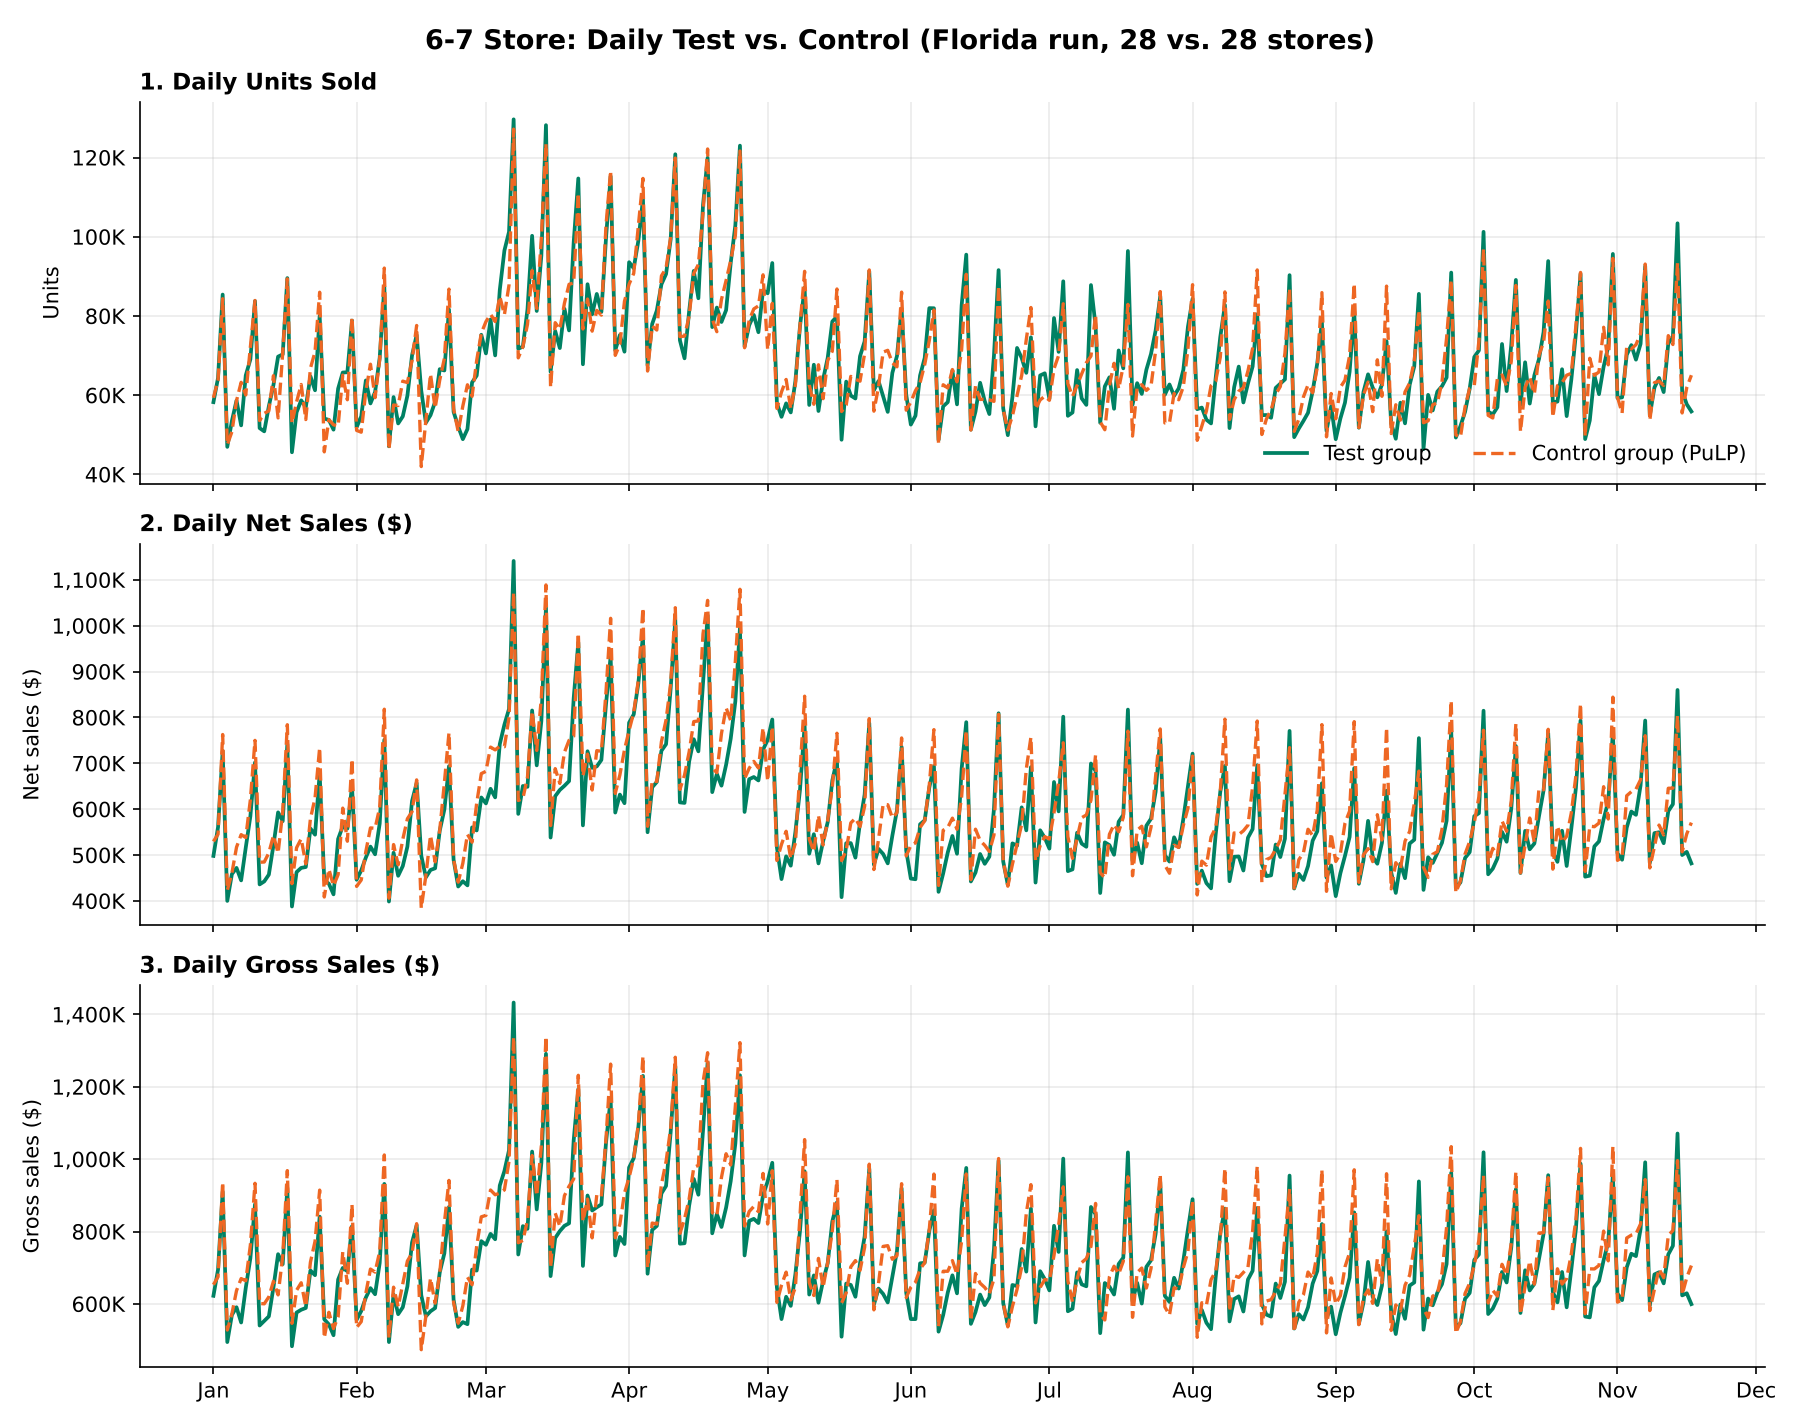 6-7 Store: Daily Test vs. Control (Florida run, 28 vs. 28 stores)
1. Daily Units Sold
120K
100K
80K
60K
40K
Units
Test group
Control group (PuLP)
2. Daily Net Sales ($)
1,100K
1,000K
900K
800K
700K
600K
500K
400K
Net sales ($)
3. Daily Gross Sales ($)
1,400K
1,200K
1,000K
800K
600K
Gross sales ($)
Jan Feb Mar Apr May Jun Jul Aug Sep Oct Nov Dec